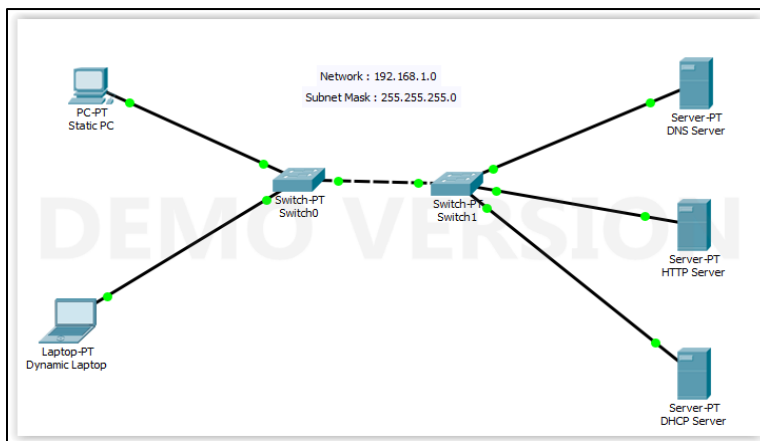 Network : 192.168.1.0
Subnet Mask : 255.255.255.0
PC-PT
Static PC
Server-PT
DNS Server
Switch-PT
Switch0
Switch-PT
Switch1
Server-PT
HTTP Server
Laptop-PT
Dynamic Laptop
Server-PT
DHCP Server
DEMO VERSION